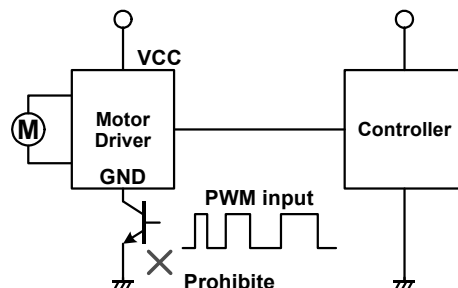 VCC
M
Motor
Driver
Controller
GND
PWM input
Prohibite